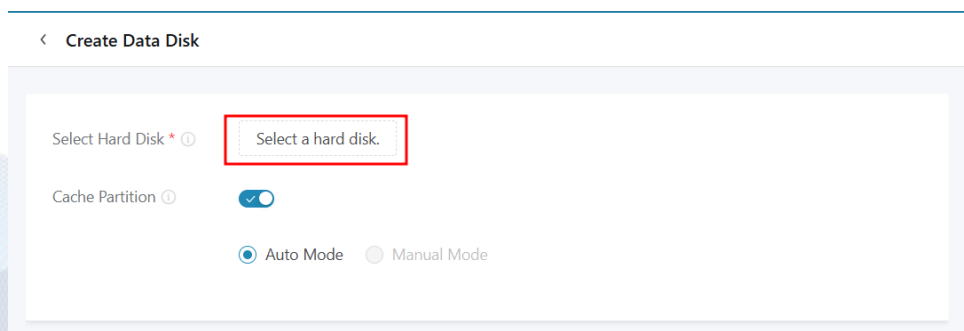 Create Data Disk
Select Hard Disk * Select a hard disk.
Cache Partition
Auto Mode Manual Mode